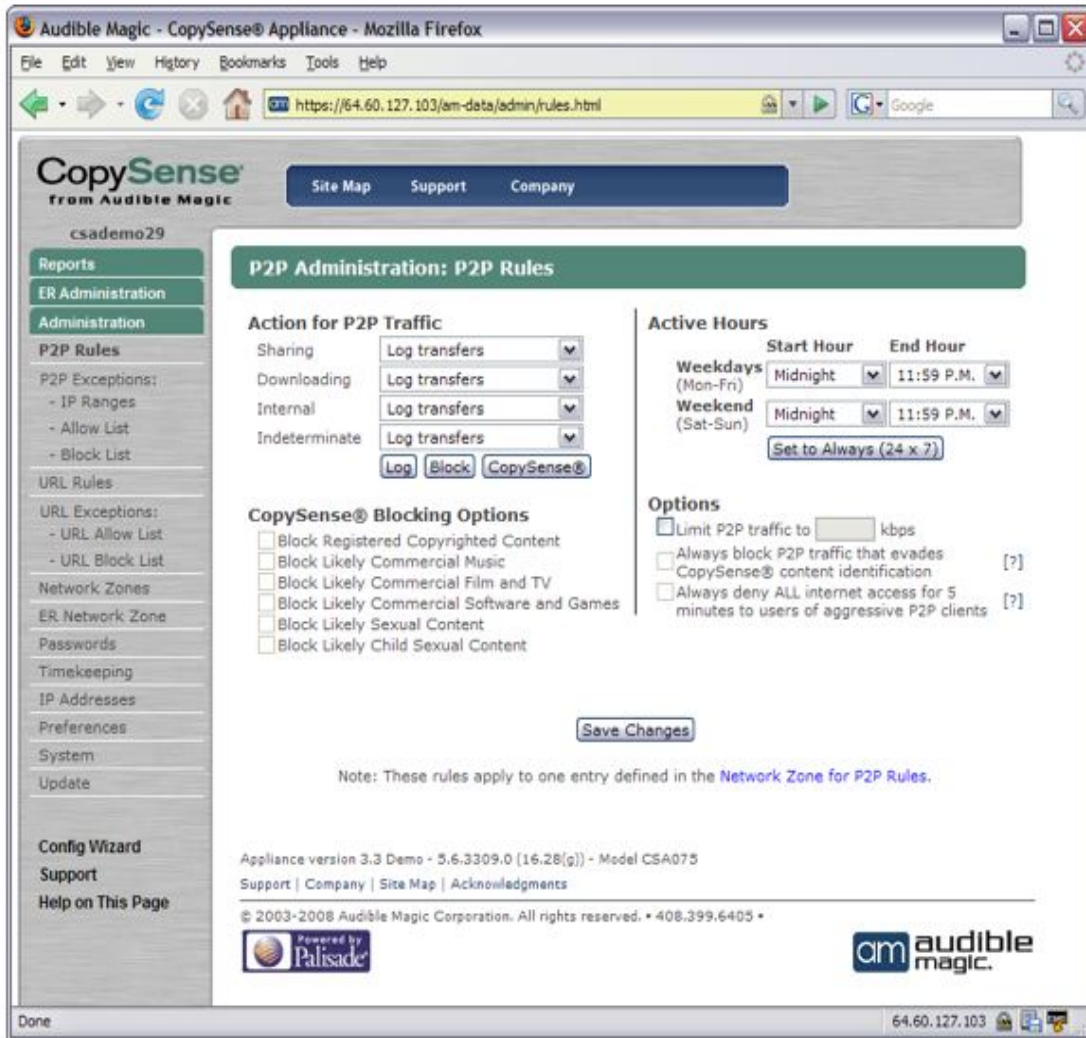 Audible Magic - CopySense® Appliance - Mozilla Firefox
File Edit View History Bookmarks Tools Help
https://64.60.127.103/am-data/admin/rules.html
Google
CopySense®
from Audible Magic
Site Map Support Company
csademo29
Reports
ER Administration
Administration
P2P Rules
P2P Exceptions:
- IP Ranges
- Allow List
- Block List
URL Rules
URL Exceptions:
- URL Allow List
- URL Block List
Network Zones
ER Network Zone
Passwords
Timekeeping
IP Addresses
Preferences
System
Update
Config Wizard
Support
Help on This Page
P2P Administration: P2P Rules
Action for P2P Traffic
Sharing Log transfers
Downloading Log transfers
Internal Log transfers
Indeterminate Log transfers
Log Block CopySense®
CopySense® Blocking Options
Block Registered Copyrighted Content
Block Likely Commercial Music
Block Likely Commercial Film and TV
Block Likely Commercial Software and Games
Block Likely Sexual Content
Block Likely Child Sexual Content
Active Hours
Start Hour End Hour
Weekdays Midnight 11:59 P.M.
(Mon-Fri)
Weekend Midnight 11:59 P.M.
(Sat-Sun)
Set to Always (24 x 7)
Options
Limit P2P traffic to kbps
Always block P2P traffic that evades
CopySense® content identification [?]
Always deny ALL internet access for 5
minutes to users of aggressive P2P clients [?]
Save Changes
Note: These rules apply to one entry defined in the Network Zone for P2P Rules.
Appliance version 3.3 Demo - 5.6.3309.0 (16.28(g)) - Model CSA075
Support | Company | Site Map | Acknowledgments
© 2003-2008 Audible Magic Corporation. All rights reserved. • 408.399.6405 •
Powered by
Palisade
am audible
magic.
Done 64.60.127.103